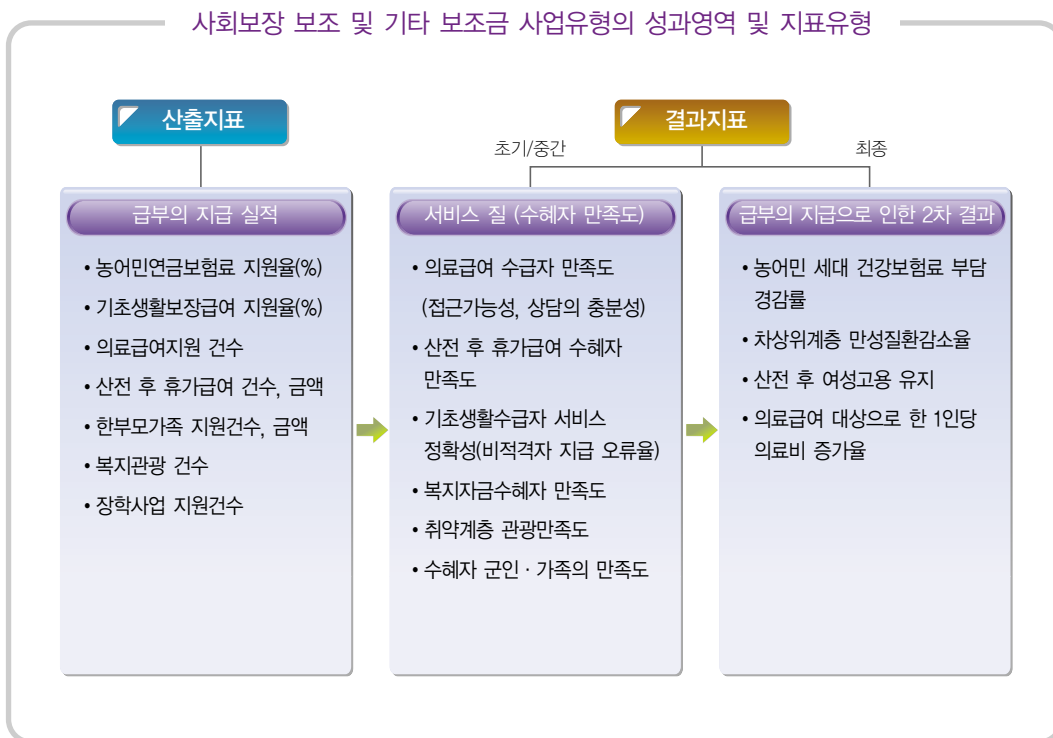 사회보장 보조 및 기타 보조금 사업유형의 성과영역 및 지표유형
산출지표
결과지표
초기/중간
최종
급부의 지급 실적
• 농어민연금보험료 지원율(%)
• 기초생활보장급여 지원율(%)
• 의료급여지원 건수
• 산전 후 휴가급여 건수, 금액
• 한부모가족 지원건수, 금액
• 복지관광 건수
• 장학사업 지원건수
서비스 질 (수혜자 만족도)
• 의료급여 수급자 만족도
(접근가능성, 상담의 충분성)
• 산전 후 휴가급여 수혜자
만족도
• 기초생활수급자 서비스
정확성(비적격자 지급 오류율)
• 복지자금수혜자 만족도
• 취약계층 관광만족도
• 수혜자 군인 · 가족의 만족도
급부의 지급으로 인한 2차 결과
• 농어민 세대 건강보험료 부담
경감률
• 차상위계층 만성질환감소율
• 산전 후 여성고용 유지
• 의료급여 대상으로 한 1인당
의료비 증가율